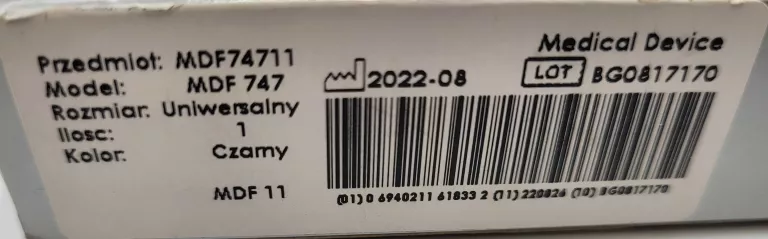 Przedmiot: MDF74711
Model: MDF 747
Rozmiar: Uniwersalny
Ilosc: 1
Kolor: Czarny
MDF 11
Medical Device
2022-08 LOT BG0817170
(01) 0 6940211 61833 2 (11) 220826 (10) BG0817170